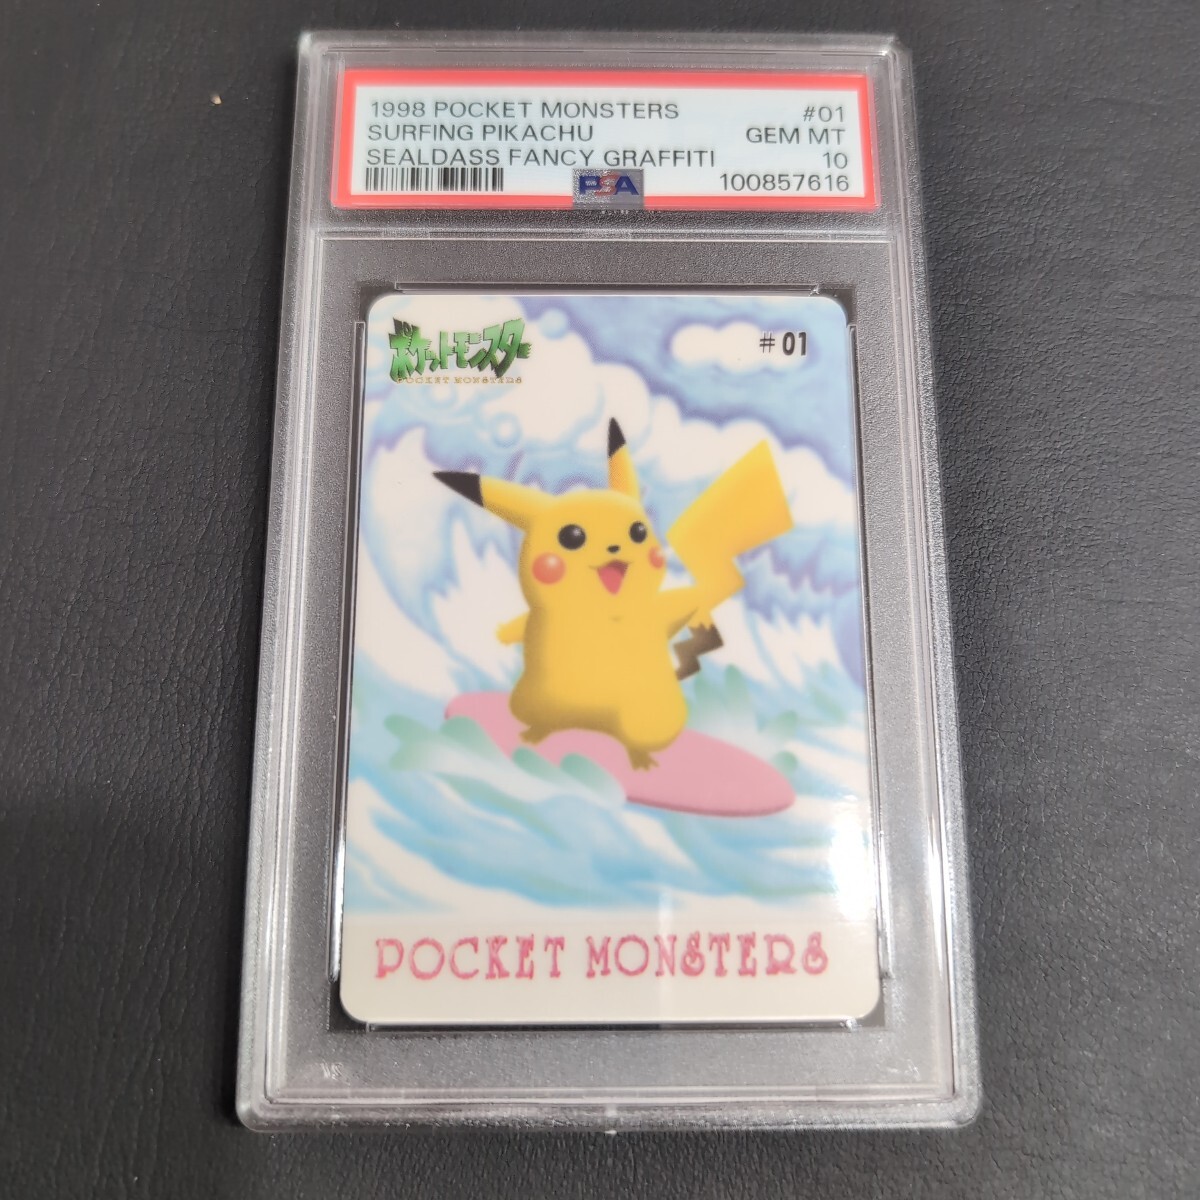 1998 POCKET MONSTERS #01
SURFING PIKACHU GEM MT
SEALDASS FANCY GRAFFITI 10
PSA 100857616
ポケットモンスター
POCKET MONSTERS
#01
POCKET MONSTERS